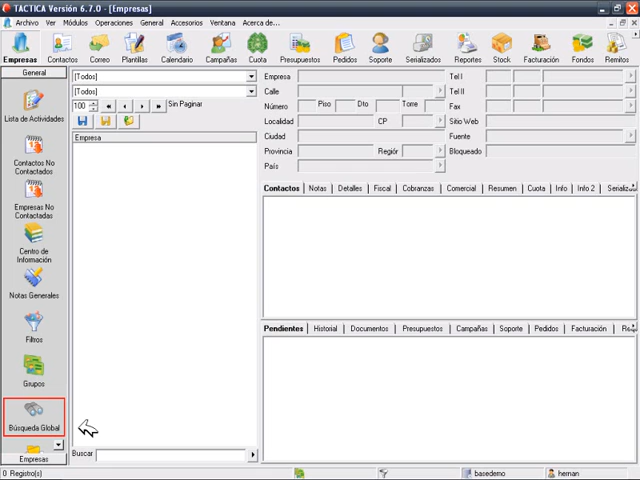 TACTICA Versión 6.7.0 - [Empresas]
Archivo Ver Módulos Operaciones General Accesorios Ventana Acerca de...
Empresas Contactos Correo Plantillas Calendario Campañas Cuota Presupuestos Pedidos Soporte Serializados Reportes Stock Facturación Fondos Remitos
General
Lista de Actividades
Contactos No
Contactados
Empresas No
Contactadas
Centro de
Información
Notas Generales
Filtros
Grupos
Búsqueda Global
Empresas
[Todos]
[Todos]
100 Sin Paginar
Empresa
Buscar
Empresa Tel I
Calle Tel II
Número Piso Dto Torre Fax
Localidad CP Sitio Web
Ciudad Fuente
Provincia Región Bloqueado
País
Contactos Notas Detalles Fiscal Cobranzas Comercial Resumen Cuota Info Info 2
Pendientes Historial Documentos Presupuestos Campañas Soporte Pedidos Facturación
0 Registro(s) basedemo hernan